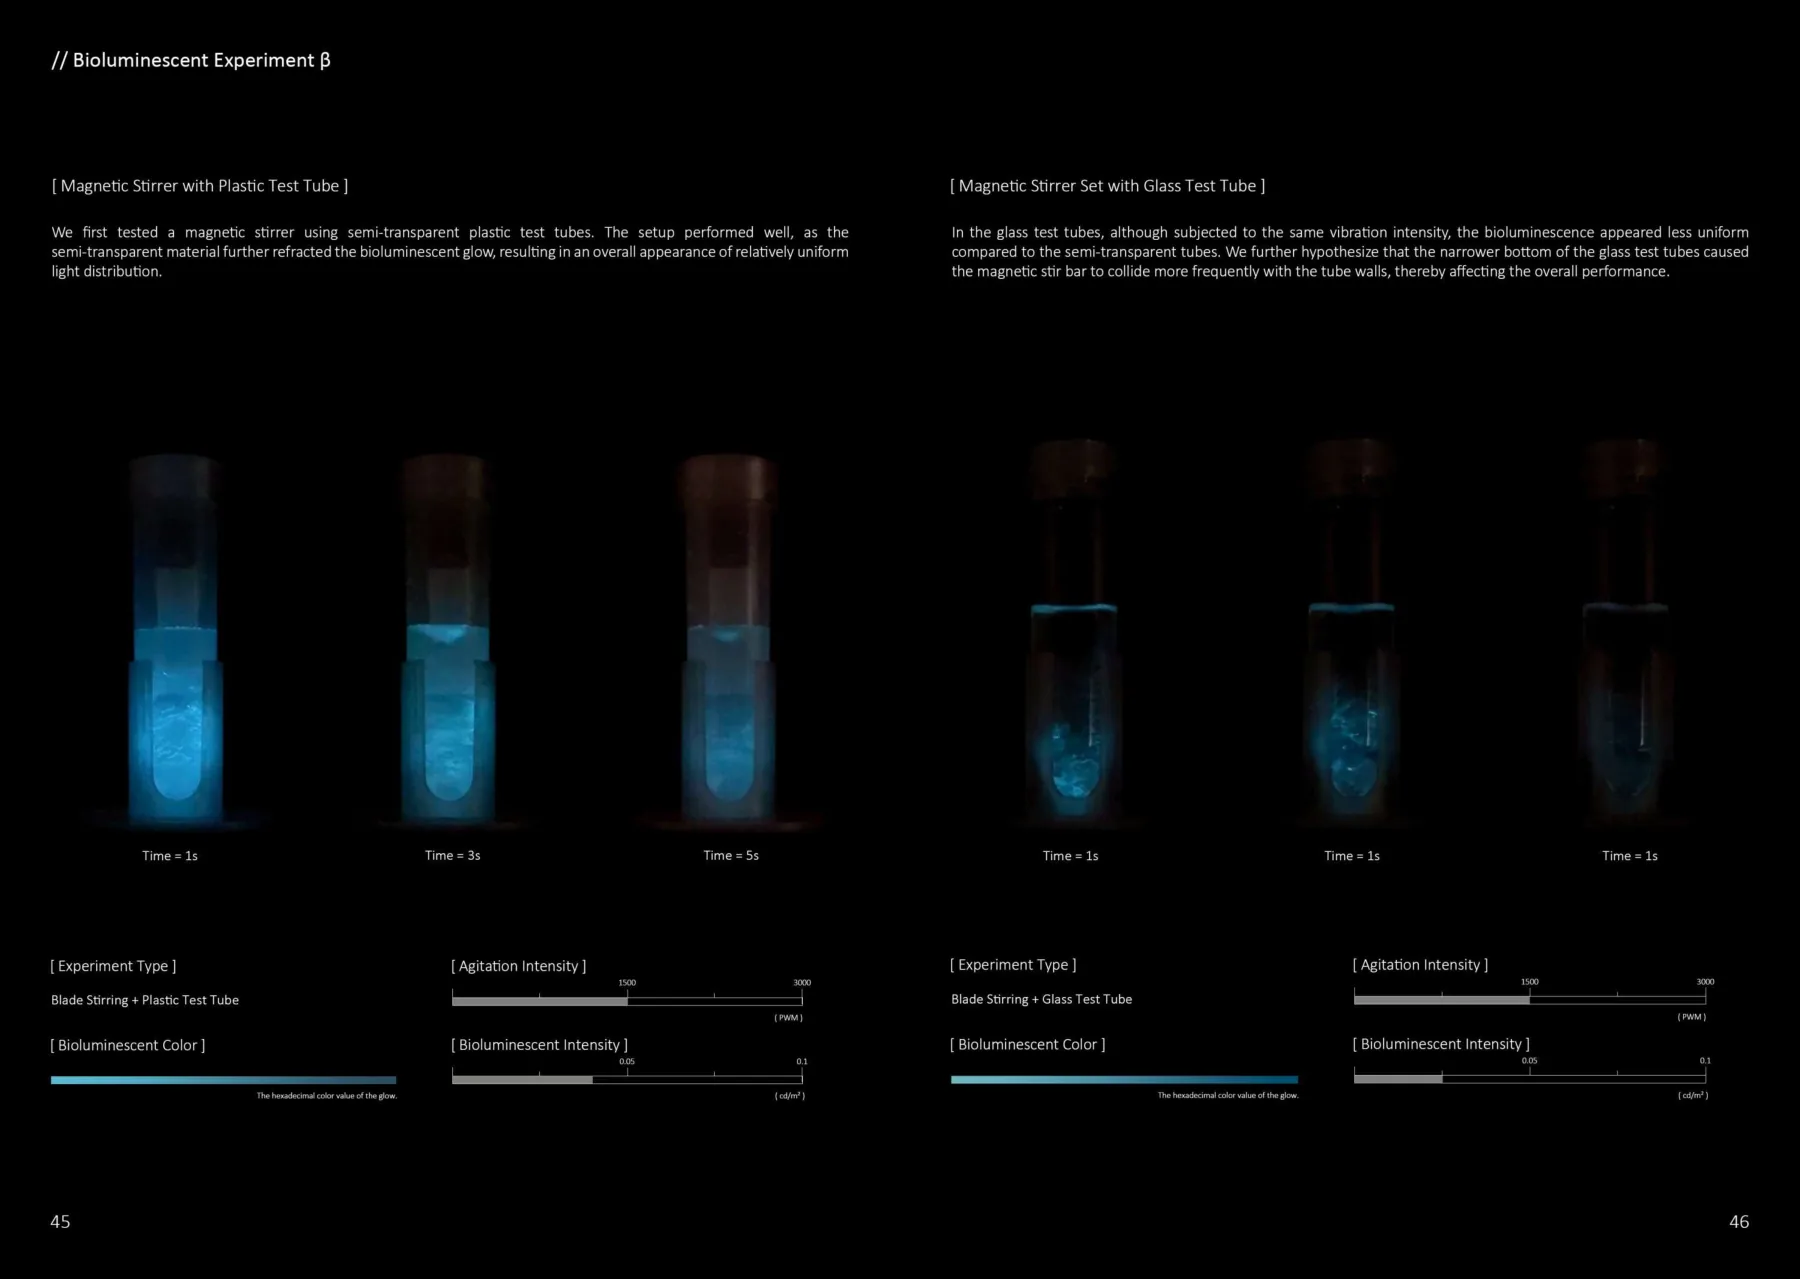 // Bioluminescent Experiment β
[ Magnetic Stirrer with Plastic Test Tube ]
We first tested a magnetic stirrer using semi-transparent plastic test tubes. The setup performed well, as the
semi-transparent material further refracted the bioluminescent glow, resulting in an overall appearance of relatively uniform
light distribution.
Time = 1s
Time = 3s
Time = 5s
[ Experiment Type ]
Blade Stirring + Plastic Test Tube
[ Bioluminescent Color ]
The hexadecimal color value of the glow.
[ Agitation Intensity ]
1500
3000
( PWM )
[ Bioluminescent Intensity ]
0.05
0.1
( cd/m² )
45
[ Magnetic Stirrer Set with Glass Test Tube ]
In the glass test tubes, although subjected to the same vibration intensity, the bioluminescence appeared less uniform
compared to the semi-transparent tubes. We further hypothesize that the narrower bottom of the glass test tubes caused
the magnetic stir bar to collide more frequently with the tube walls, thereby affecting the overall performance.
Time = 1s
Time = 1s
Time = 1s
[ Experiment Type ]
Blade Stirring + Glass Test Tube
[ Bioluminescent Color ]
The hexadecimal color value of the glow.
[ Agitation Intensity ]
1500
3000
( PWM )
[ Bioluminescent Intensity ]
0.05
0.1
( cd/m² )
46